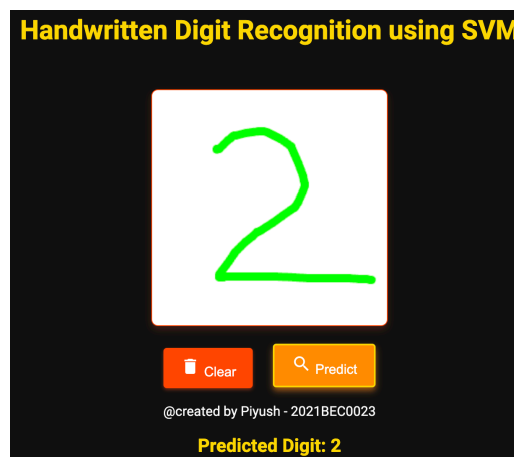 Handwritten Digit Recognition using SVM
2
Clear
Predict
@created by Piyush - 2021BEC0023
Predicted Digit: 2